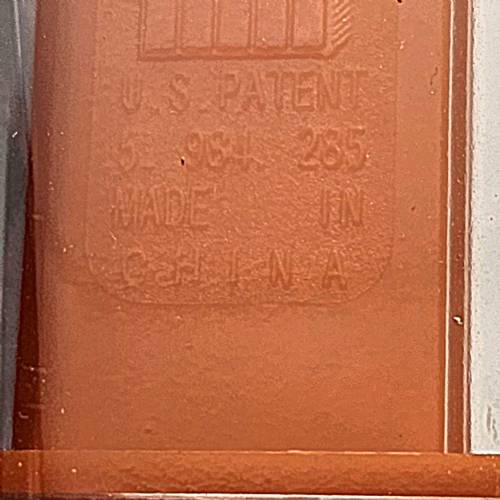 U.S. PATENT
5. 984. 285
MADE IN
CHINA